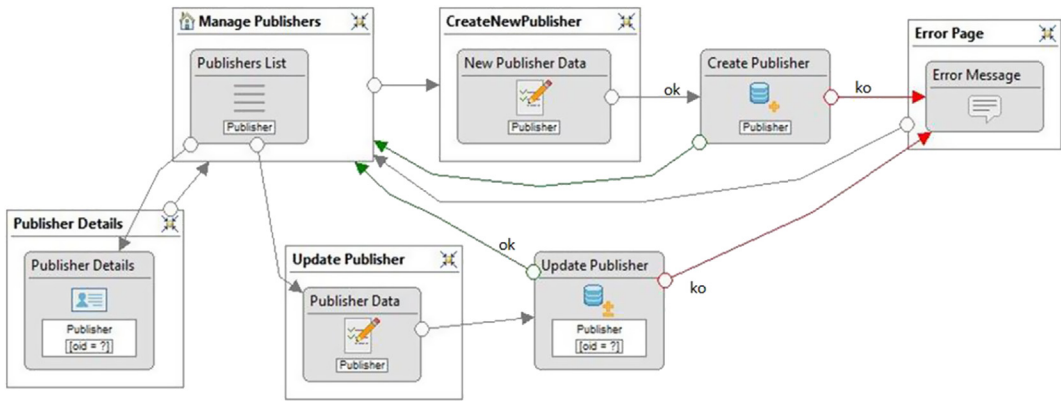 Manage Publishers
Publishers List
Publisher
CreateNewPublisher
New Publisher Data
Publisher
ok
Create Publisher
Publisher
ko
Error Page
Error Message
Publisher Details
Publisher Details
Publisher
[oid = ?]
Update Publisher
Publisher Data
Publisher
ok
Update Publisher
Publisher
[oid = ?]
ko